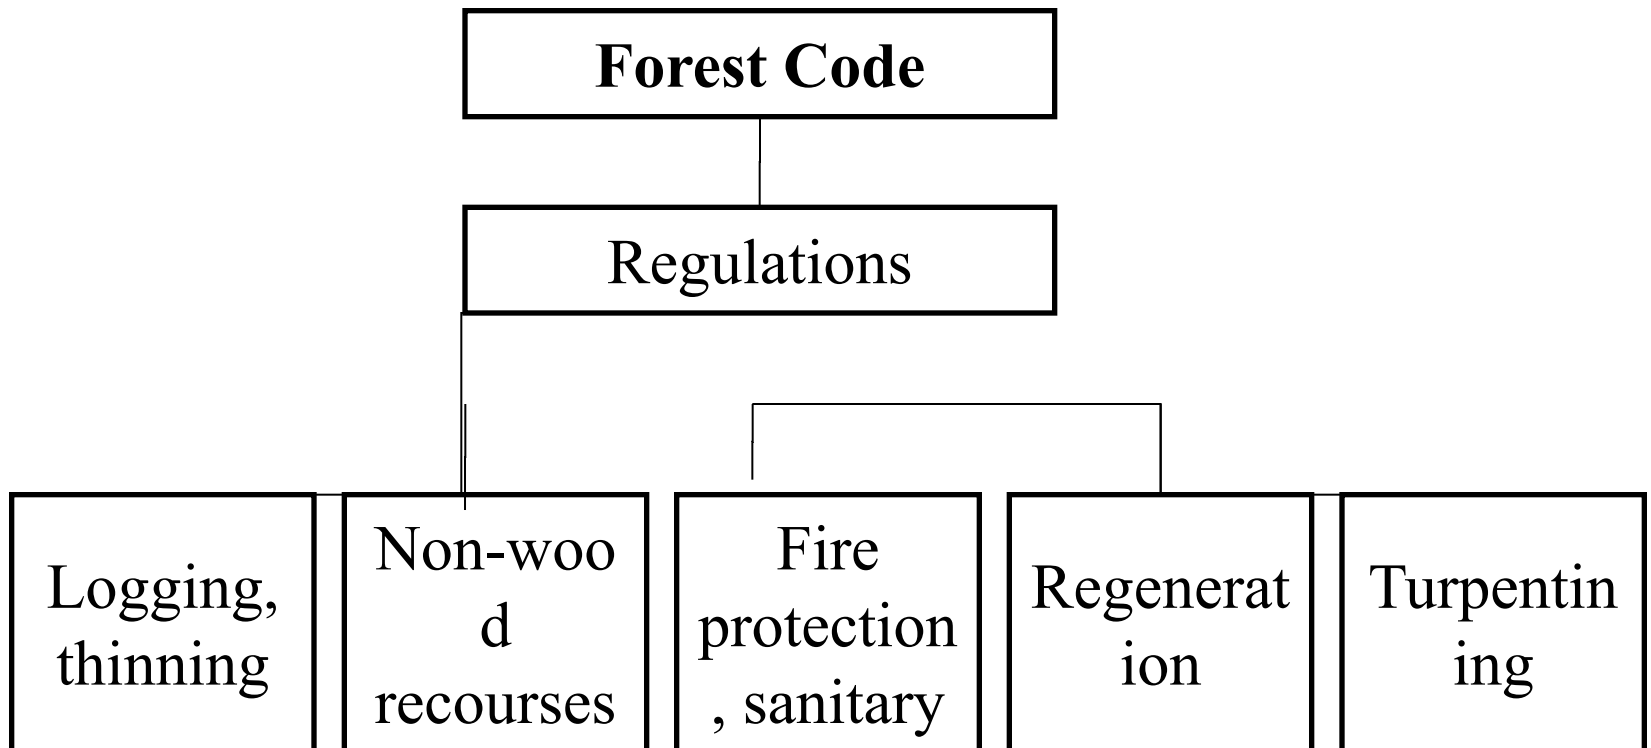 Forest Code
Regulations
Logging,
thinning
Non-woo
d
recourses
Fire
protection
, sanitary
Regenerat
ion
Turpentin
ing